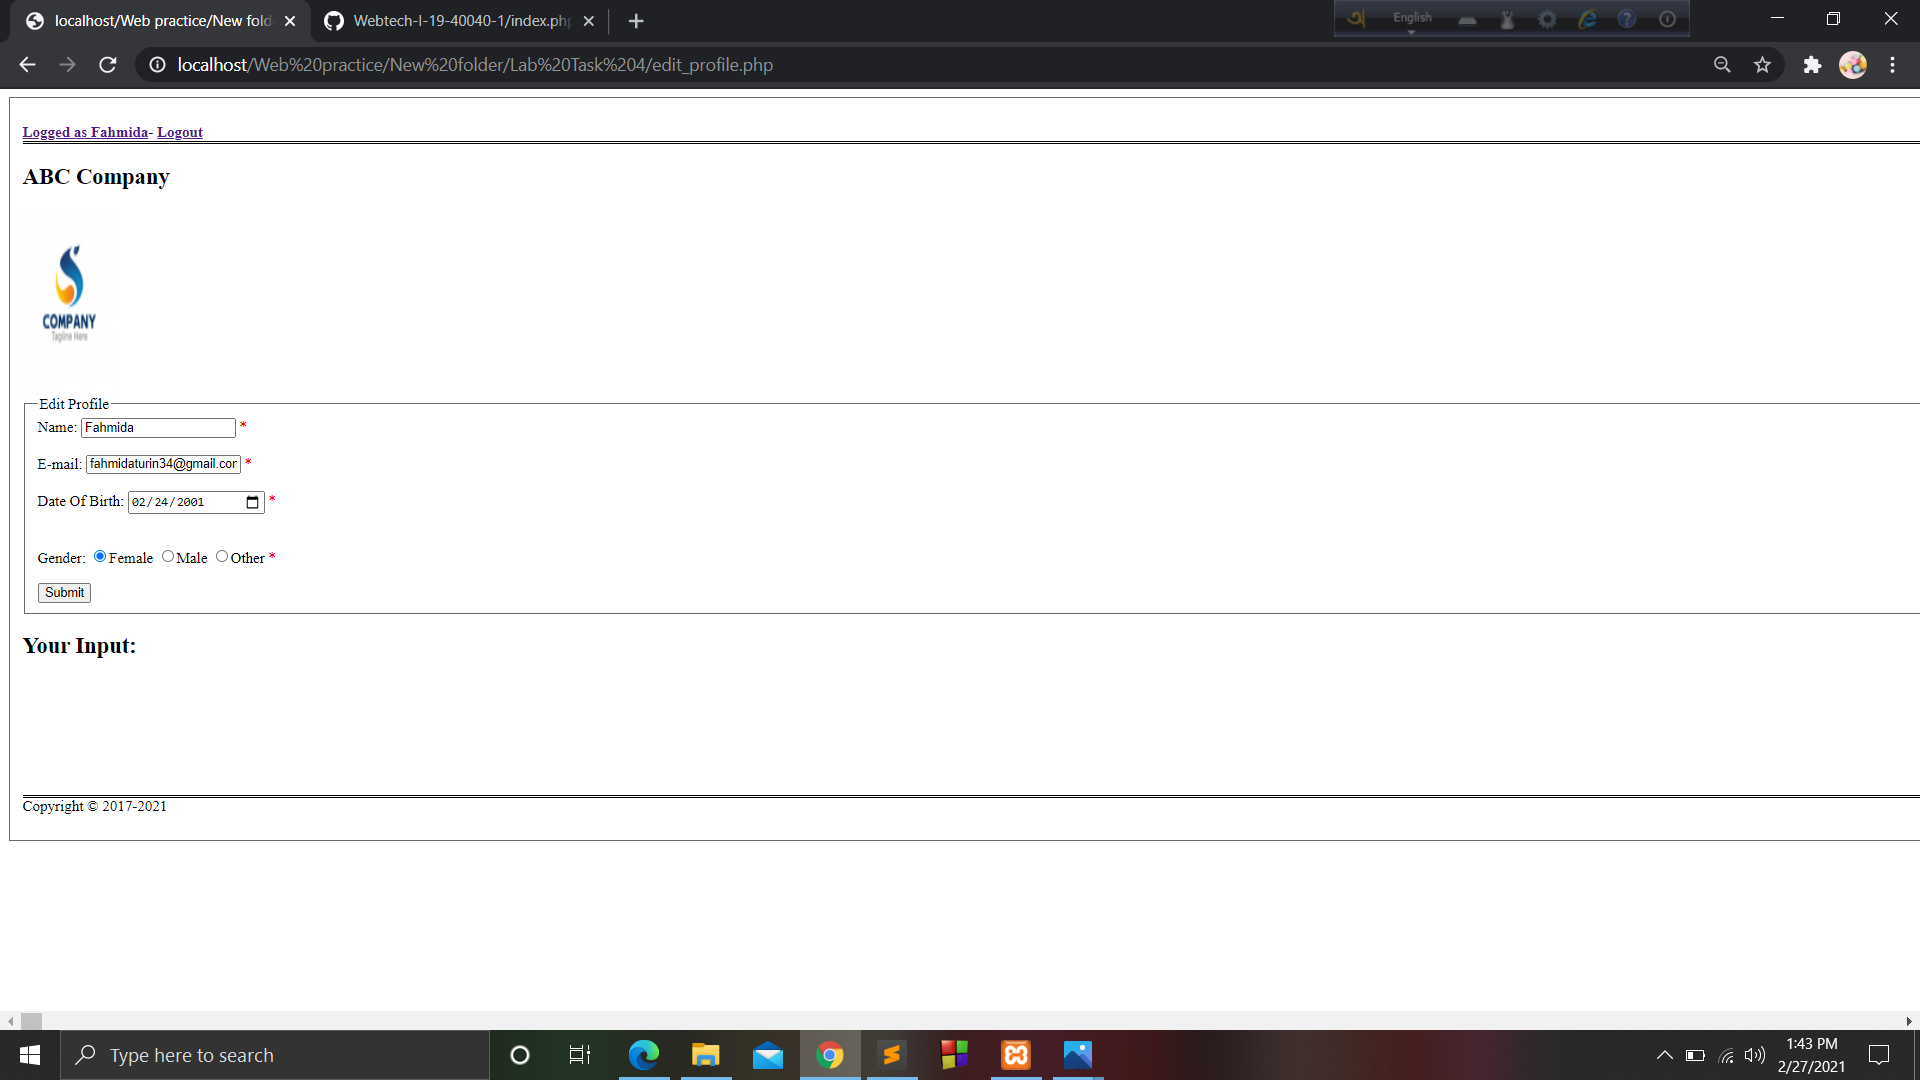 localhost/Web practice/New fold
Webtech-I-19-40040-1/index.ph
English
localhost/Web%20practice/New%20folder/Lab%20Task%204/edit_profile.php
Logged as Fahmida- Logout
ABC Company
COMPANY
Tagline Here
Edit Profile
Name: Fahmida *
E-mail: fahmidaturin34@gmail.com *
Date Of Birth: 02/24/2001 *
Gender: Female Male Other *
Submit
Your Input:
Copyright © 2017-2021
Type here to search
1:43 PM
2/27/2021